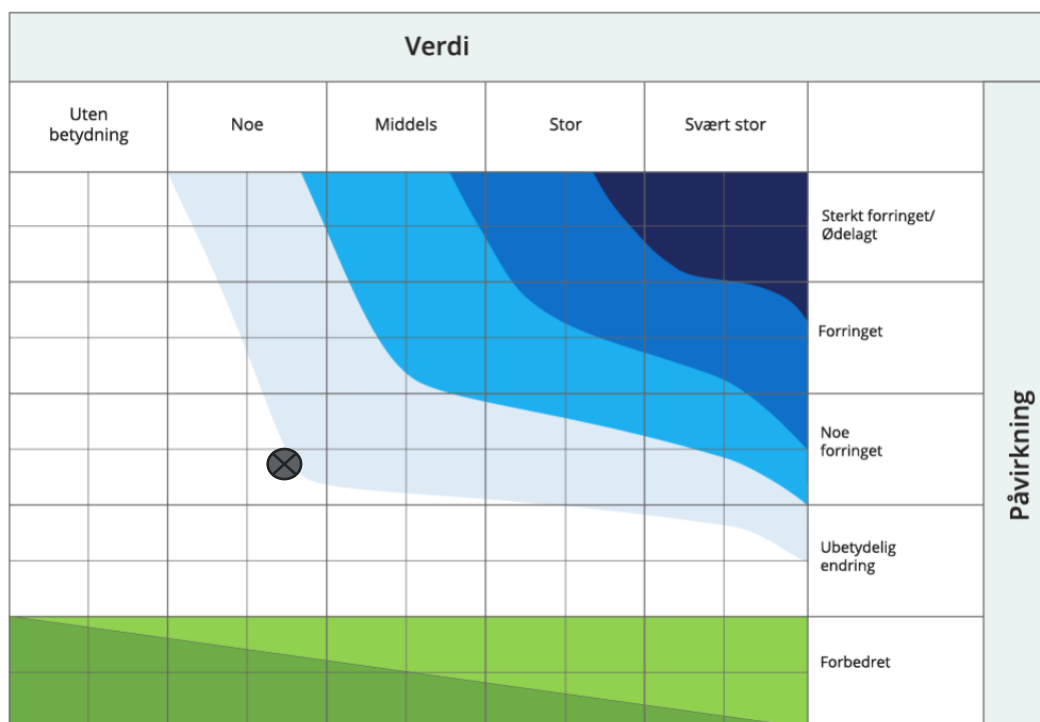 Verdi
Uten
betydning
Noe
Middels
Stor
Svært stor
Sterkt forringet/
Ødelagt
Forringet
Noe
forringet
Ubetydelig
endring
Forbedret
Påvirkning